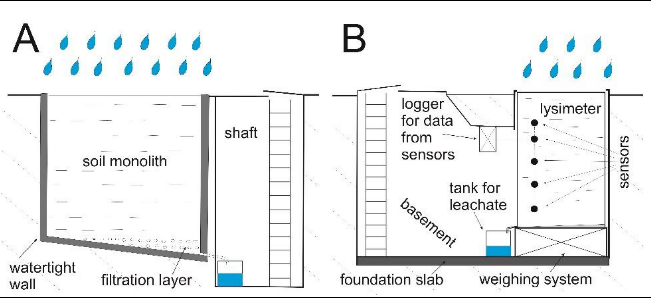 A
soil monolith
shaft
watertight
wall
filtration layer
B
logger
for data
from
sensors
lysimeter
sensors
tank for
leachate
basement
foundation slab
weighing system